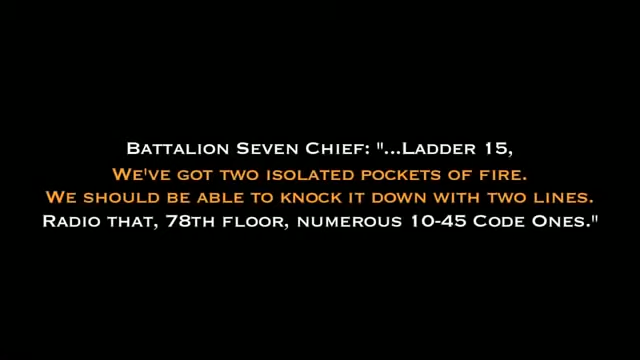 Battalion Seven Chief: "...Ladder 15,
We've got two isolated pockets of fire.
We should be able to knock it down with two lines.
Radio that, 78th floor, numerous 10-45 Code Ones."